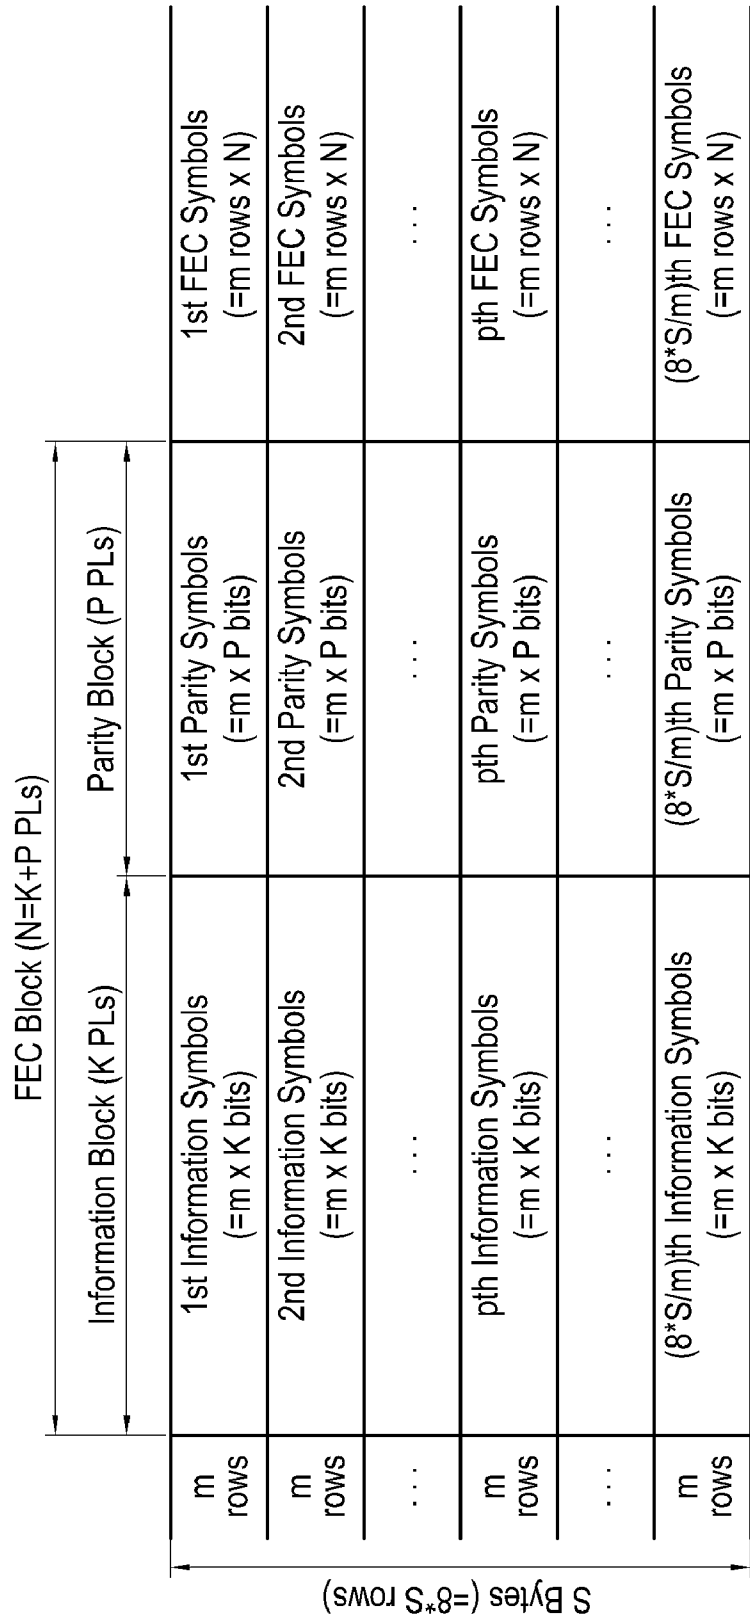 FEC Block (N=K+P PLs)
Information Block (K PLs)
Parity Block (P PLs)
S Bytes (=8*S rows)
m
rows
1st Information Symbols
(=m x K bits)
1st Parity Symbols
(=m x P bits)
1st FEC Symbols
(=m rows x N)
m
rows
2nd Information Symbols
(=m x K bits)
2nd Parity Symbols
(=m x P bits)
2nd FEC Symbols
(=m rows x N)
...
...
...
...
m
rows
pth Information Symbols
(=m x K bits)
pth Parity Symbols
(=m x P bits)
pth FEC Symbols
(=m rows x N)
...
...
...
...
m
rows
(8*S/m)th Information Symbols
(=m x K bits)
(8*S/m)th Parity Symbols
(=m x P bits)
(8*S/m)th FEC Symbols
(=m rows x N)